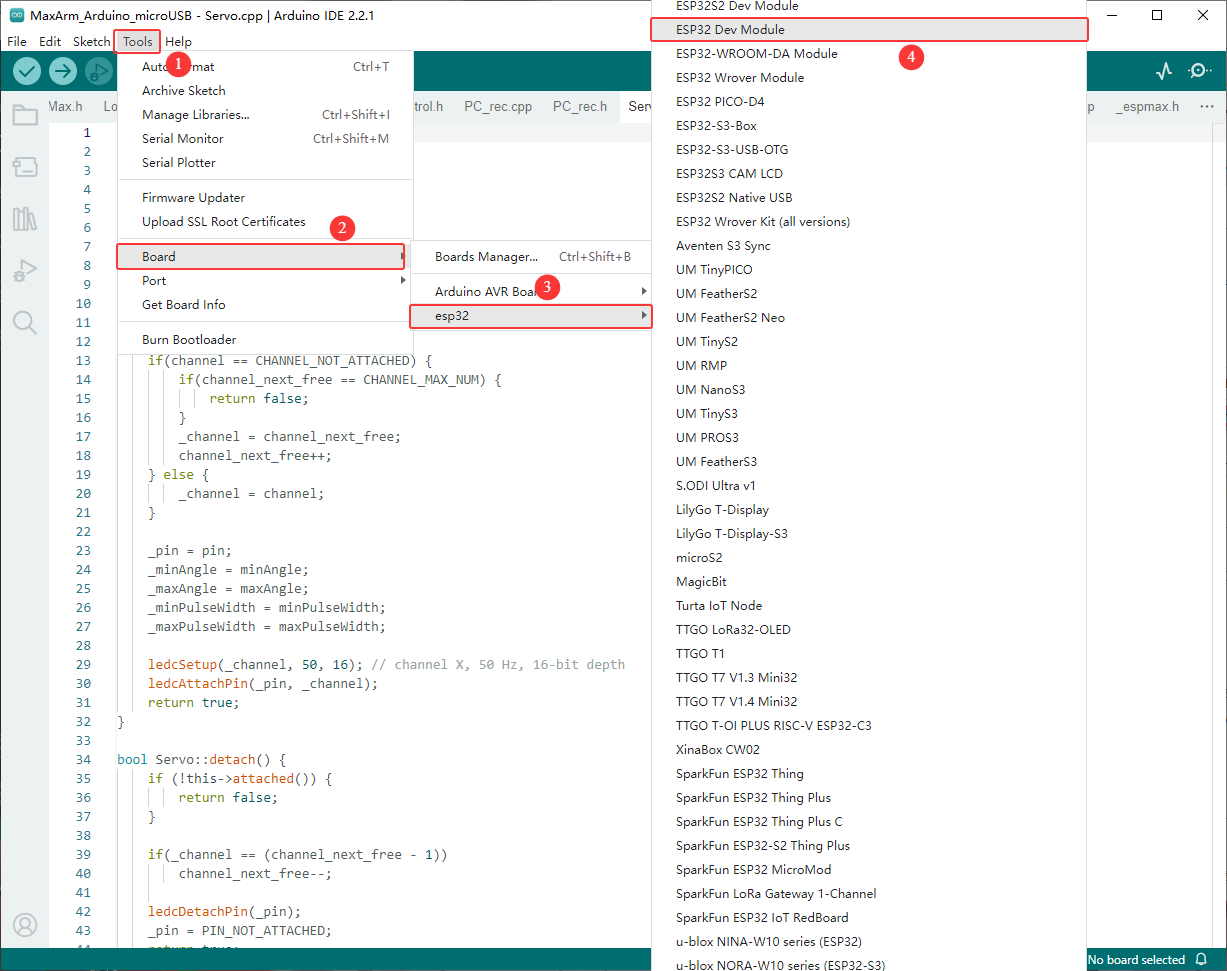 MaxArm_Arduino_microUSB - Servo.cpp | Arduino IDE 2.2.1
File Edit Sketch Tools Help
1
Auto mat Ctrl+T
Archive Sketch
Manage Libraries... Ctrl+Shift+I
Serial Monitor Ctrl+Shift+M
Serial Plotter
Firmware Updater
Upload SSL Root Certificates
2
Board
Port
Get Board Info
Burn Bootloader
Boards Manager... Ctrl+Shift+B
Arduino AVR Boar
3
esp32
ESP32S2 Dev Module
ESP32 Dev Module
4
ESP32-WROOM-DA Module
ESP32 Wrover Module
ESP32 PICO-D4
ESP32-S3-Box
ESP32-S3-USB-OTG
ESP32S3 CAM LCD
ESP32S2 Native USB
ESP32 Wrover Kit (all versions)
Aventen S3 Sync
UM TinyPICO
UM FeatherS2
UM FeatherS2 Neo
UM TinyS2
UM RMP
UM NanoS3
UM TinyS3
UM PROS3
UM FeatherS3
S.ODI Ultra v1
LilyGo T-Display
LilyGo T-Display-S3
microS2
MagicBit
Turta IoT Node
TTGO LoRa32-OLED
TTGO T1
TTGO T7 V1.3 Mini32
TTGO T7 V1.4 Mini32
TTGO T-OI PLUS RISC-V ESP32-C3
XinaBox CW02
SparkFun ESP32 Thing
SparkFun ESP32 Thing Plus
SparkFun ESP32 Thing Plus C
SparkFun ESP32-S2 Thing Plus
SparkFun ESP32 MicroMod
SparkFun LoRa Gateway 1-Channel
SparkFun ESP32 IoT RedBoard
u-blox NINA-W10 series (ESP32)
u-blox NORA-W10 series (ESP32-S3)
Max.h Lo trol.h PC_rec.cpp PC_rec.h Serv p _espmax.h ...
1
2
3
4
5
6
7
8
9
10
11
12
13 if(channel == CHANNEL_NOT_ATTACHED) {
14 if(channel_next_free == CHANNEL_MAX_NUM) {
15 return false;
16 }
17 _channel = channel_next_free;
18 channel_next_free++;
19 } else {
20 _channel = channel;
21 }
22
23 _pin = pin;
24 _minAngle = minAngle;
25 _maxAngle = maxAngle;
26 _minPulseWidth = minPulseWidth;
27 _maxPulseWidth = maxPulseWidth;
28
29 ledcSetup(_channel, 50, 16); // channel X, 50 Hz, 16-bit depth
30 ledcAttachPin(_pin, _channel);
31 return true;
32 }
33
34 bool Servo::detach() {
35 if (!this->attached()) {
36 return false;
37 }
38
39 if(_channel == (channel_next_free - 1))
40 channel_next_free--;
41
42 ledcDetachPin(_pin);
43 _pin = PIN_NOT_ATTACHED;
44 return true;
No board selected